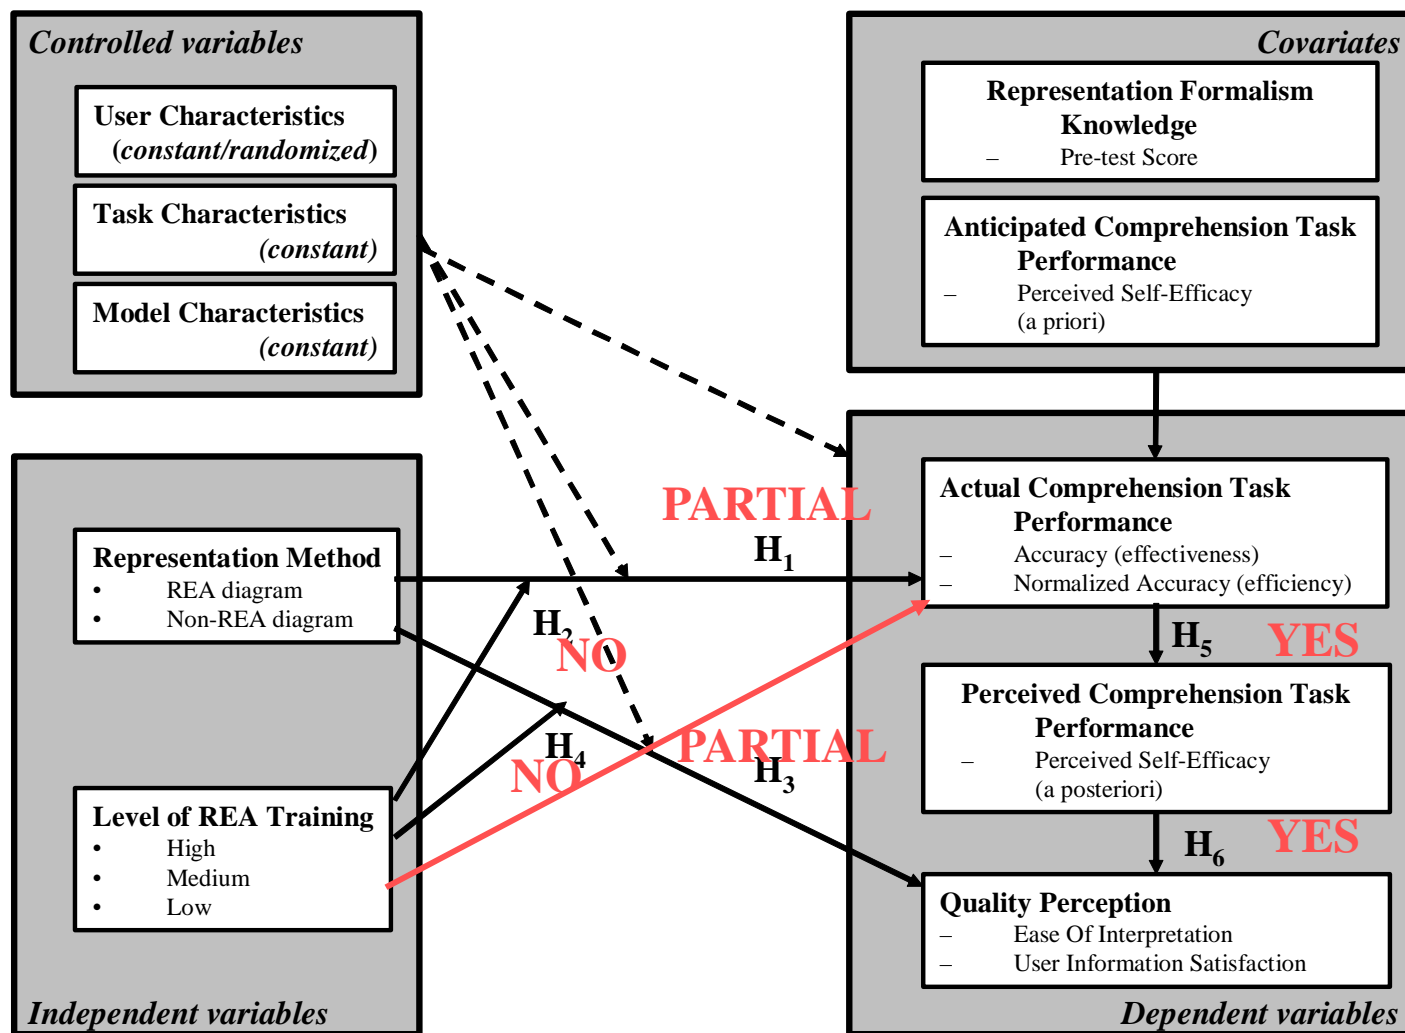 Controlled variables
User Characteristics
(constant/randomized)
Task Characteristics
(constant)
Model Characteristics
(constant)
Covariates
Representation Formalism
Knowledge
– Pre-test Score
Anticipated Comprehension Task
Performance
– Perceived Self-Efficacy
(a priori)
Representation Method
• REA diagram
• Non-REA diagram
Level of REA Training
• High
• Medium
• Low
Independent variables
PARTIAL
H1
H2
NO
H4
NO
PARTIAL
H3
Actual Comprehension Task
Performance
– Accuracy (effectiveness)
– Normalized Accuracy (efficiency)
H5
YES
Perceived Comprehension Task
Performance
– Perceived Self-Efficacy
(a posteriori)
H6
YES
Quality Perception
– Ease Of Interpretation
– User Information Satisfaction
Dependent variables